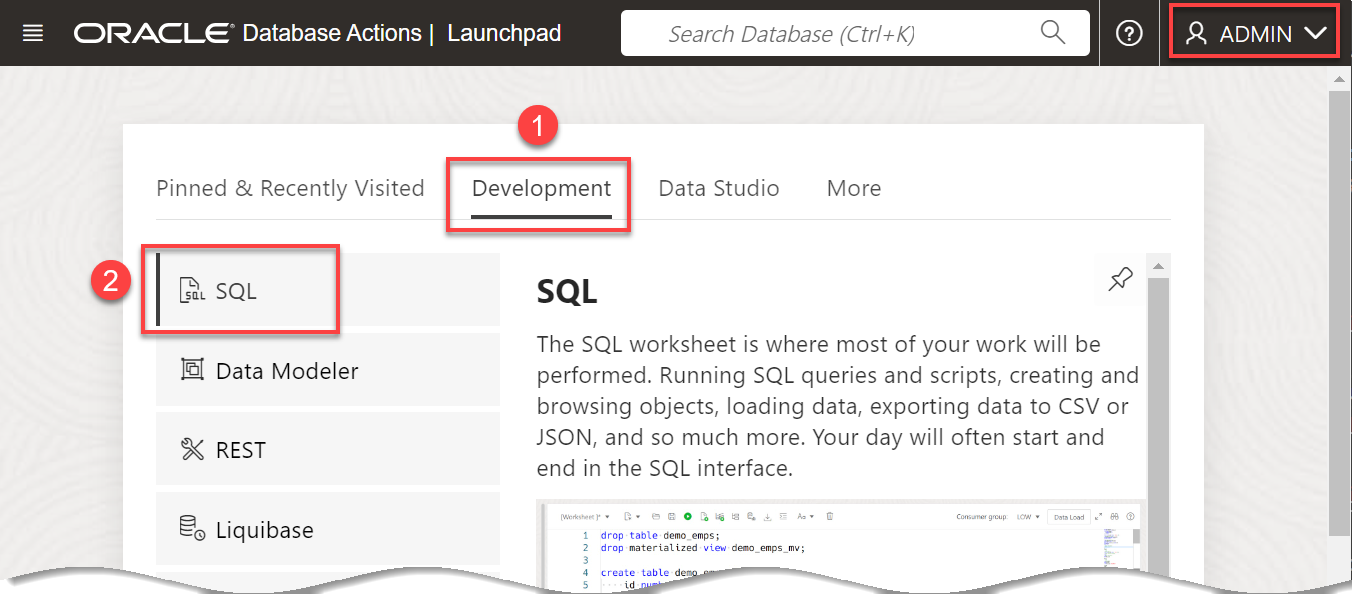 ORACLE® Database Actions | Launchpad
Search Database (Ctrl+K)
ADMIN
1
Pinned & Recently Visited
Development
Data Studio
More
2
SQL
Data Modeler
REST
Liquibase
SQL
The SQL worksheet is where most of your work will be
performed. Running SQL queries and scripts, creating and
browsing objects, loading data, exporting data to CSV or
JSON, and so much more. Your day will often start and
end in the SQL interface.
[Worksheet]*
Aa
Consumer group: LOW
Data Load
1 drop table demo_emps;
2 drop materialized view demo_emps_mv;
3
4 create table
5 id